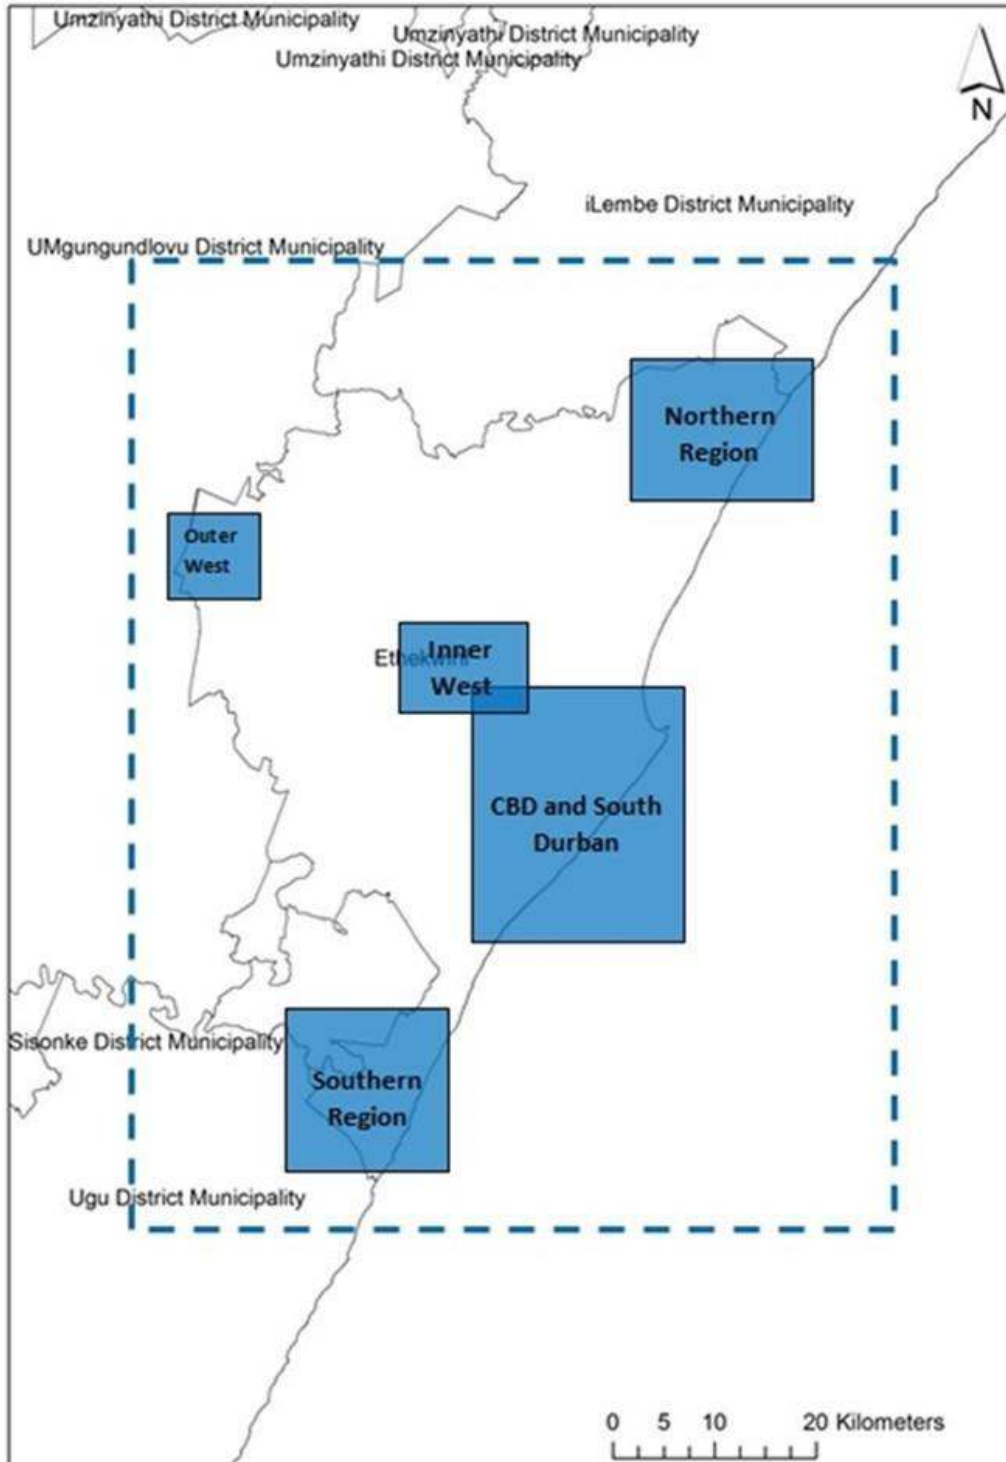 Umzinyathi District Municipality
Umzinyathi District Municipality
Umzinyathi District Municipality
N
iLembe District Municipality
UMgungundlovu District Municipality
Northern
Region
Outer
West
Ethekwini
Inner
West
CBD and South
Durban
Sisonke District Municipality
Southern
Region
Ugu District Municipality
0 5 10 20 Kilometers